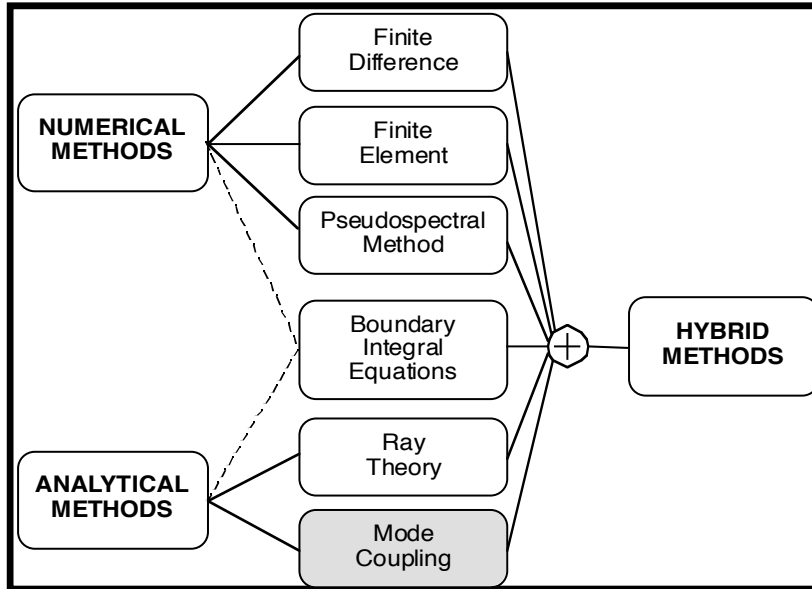 Finite
Difference
NUMERICAL
METHODS
Finite
Element
Pseudospectral
Method
Boundary
Integral
Equations
HYBRID
METHODS
Ray
Theory
ANALYTICAL
METHODS
Mode
Coupling